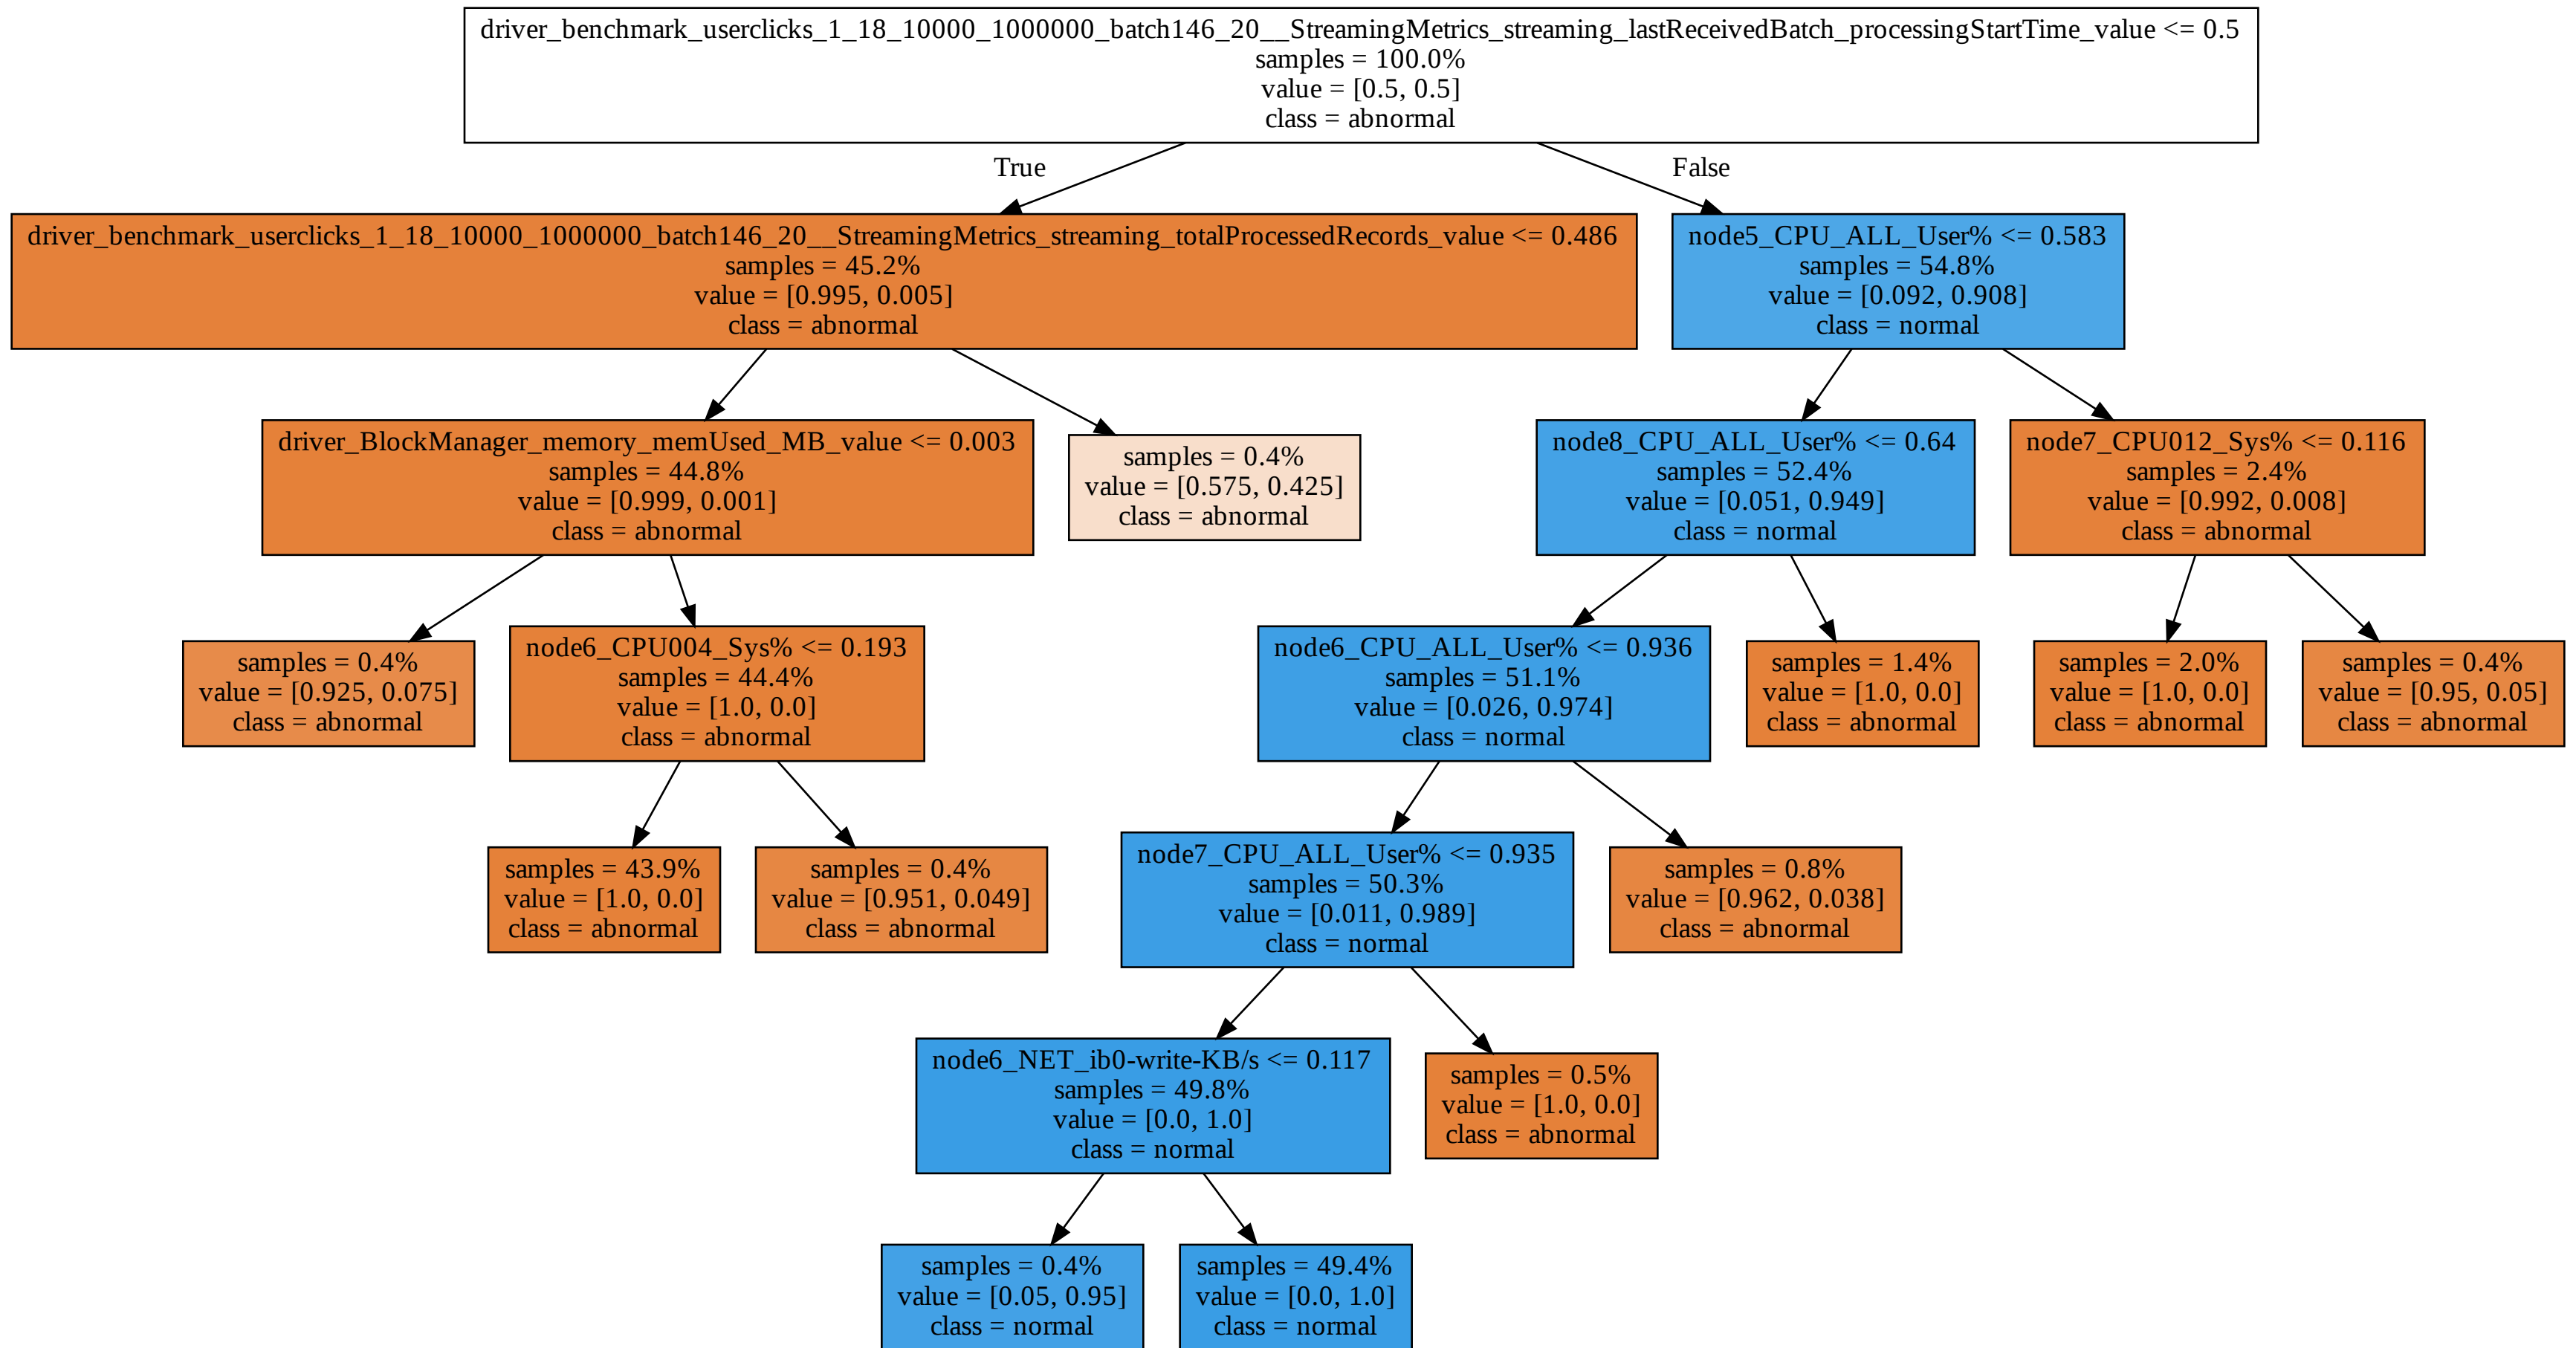 driver_benchmark_userclicks_1_18_10000_1000000_batch146_20__StreamingMetrics_streaming_lastReceivedBatch_processingStartTime_value <= 0.5
samples = 100.0%
value = [0.5, 0.5]
class = abnormal
True
False
driver_benchmark_userclicks_1_18_10000_1000000_batch146_20__StreamingMetrics_streaming_totalProcessedRecords_value <= 0.486
samples = 45.2%
value = [0.995, 0.005]
class = abnormal
node5_CPU_ALL_User% <= 0.583
samples = 54.8%
value = [0.092, 0.908]
class = normal
driver_BlockManager_memory_memUsed_MB_value <= 0.003
samples = 44.8%
value = [0.999, 0.001]
class = abnormal
samples = 0.4%
value = [0.575, 0.425]
class = abnormal
node8_CPU_ALL_User% <= 0.64
samples = 52.4%
value = [0.051, 0.949]
class = normal
node7_CPU012_Sys% <= 0.116
samples = 2.4%
value = [0.992, 0.008]
class = abnormal
samples = 0.4%
value = [0.925, 0.075]
class = abnormal
node6_CPU004_Sys% <= 0.193
samples = 44.4%
value = [1.0, 0.0]
class = abnormal
node6_CPU_ALL_User% <= 0.936
samples = 51.1%
value = [0.026, 0.974]
class = normal
samples = 1.4%
value = [1.0, 0.0]
class = abnormal
samples = 2.0%
value = [1.0, 0.0]
class = abnormal
samples = 0.4%
value = [0.95, 0.05]
class = abnormal
samples = 43.9%
value = [1.0, 0.0]
class = abnormal
samples = 0.4%
value = [0.951, 0.049]
class = abnormal
node7_CPU_ALL_User% <= 0.935
samples = 50.3%
value = [0.011, 0.989]
class = normal
samples = 0.8%
value = [0.962, 0.038]
class = abnormal
node6_NET_ib0-write-KB/s <= 0.117
samples = 49.8%
value = [0.0, 1.0]
class = normal
samples = 0.5%
value = [1.0, 0.0]
class = abnormal
samples = 0.4%
value = [0.05, 0.95]
class = normal
samples = 49.4%
value = [0.0, 1.0]
class = normal